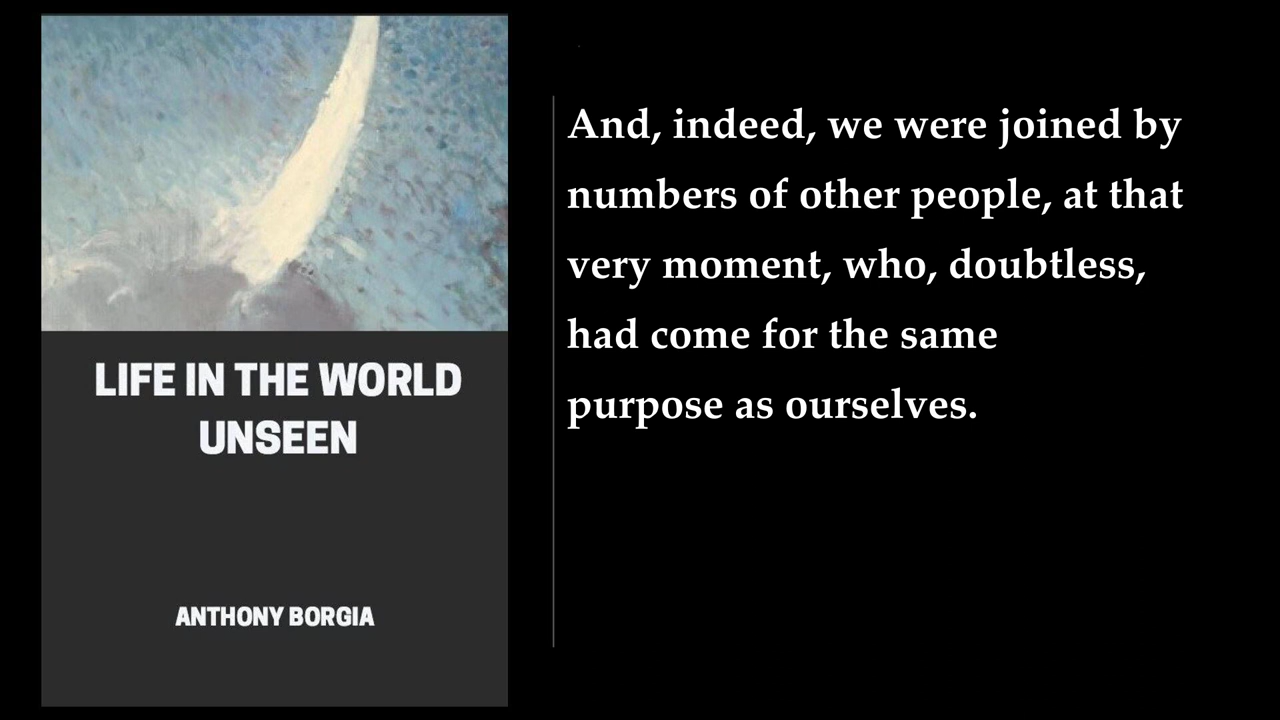 LIFE IN THE WORLD
UNSEEN
ANTHONY BORGIA
And, indeed, we were joined by
numbers of other people, at that
very moment, who, doubtless,
had come for the same
purpose as ourselves.